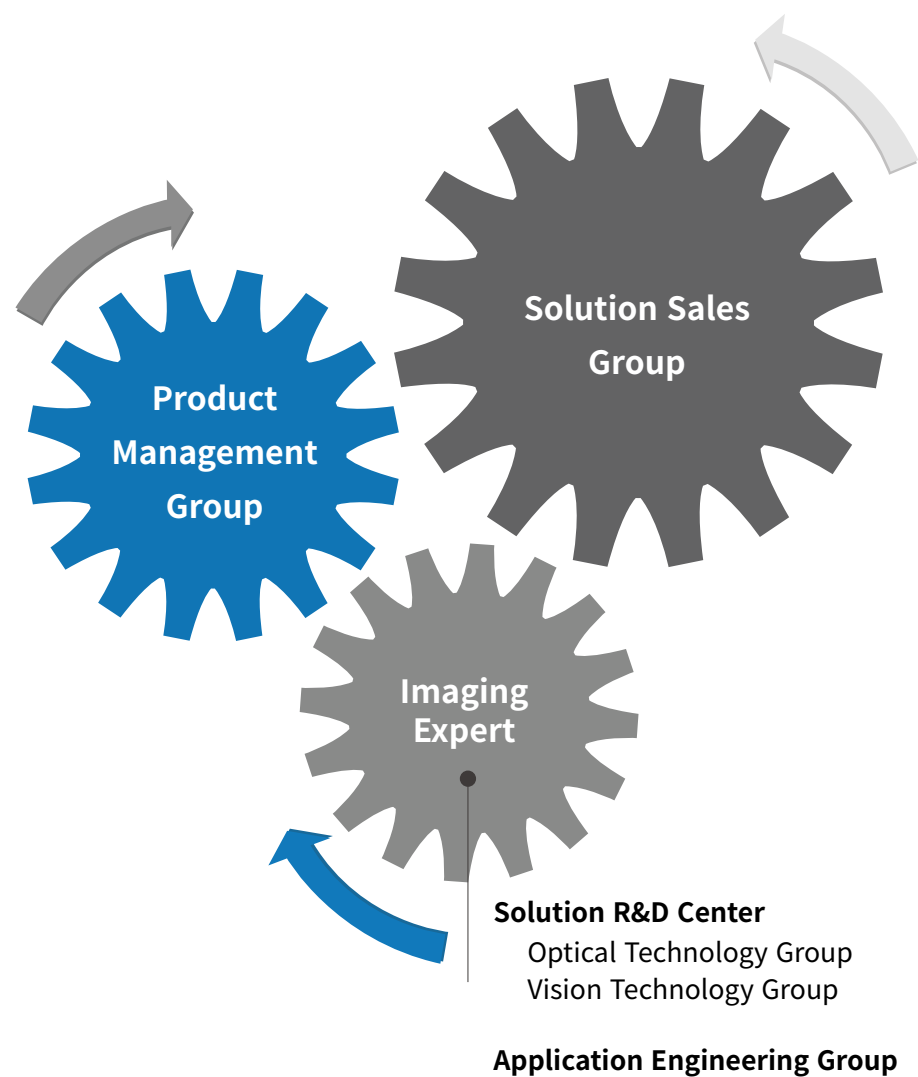 Solution Sales
Group
Product
Management
Group
Imaging
Expert
Solution R&D Center
Optical Technology Group
Vision Technology Group
Application Engineering Group